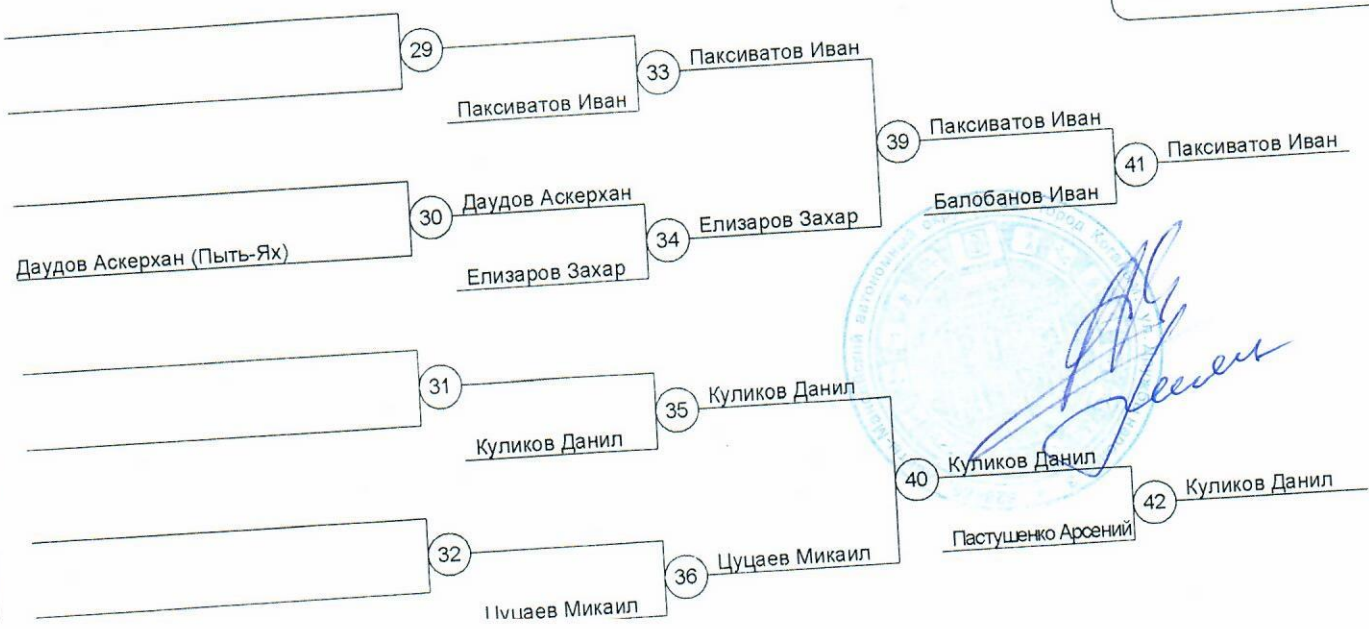 29
Паксиватов Иван
33
Паксиватов Иван
Даудов Аскерхан (Пыть-Ях)
30
Даудов Аскерхан
Елизаров Захар
34
Елизаров Захар
39
Паксиватов Иван
Балобанов Иван
41
Паксиватов Иван
31
Куликов Данил
35
Куликов Данил
32
Цуцаев Микаил
36
Цуцаев Микаил
40
Куликов Данил
Пастушенко Арсений
42
Куликов Данил
автономный
город